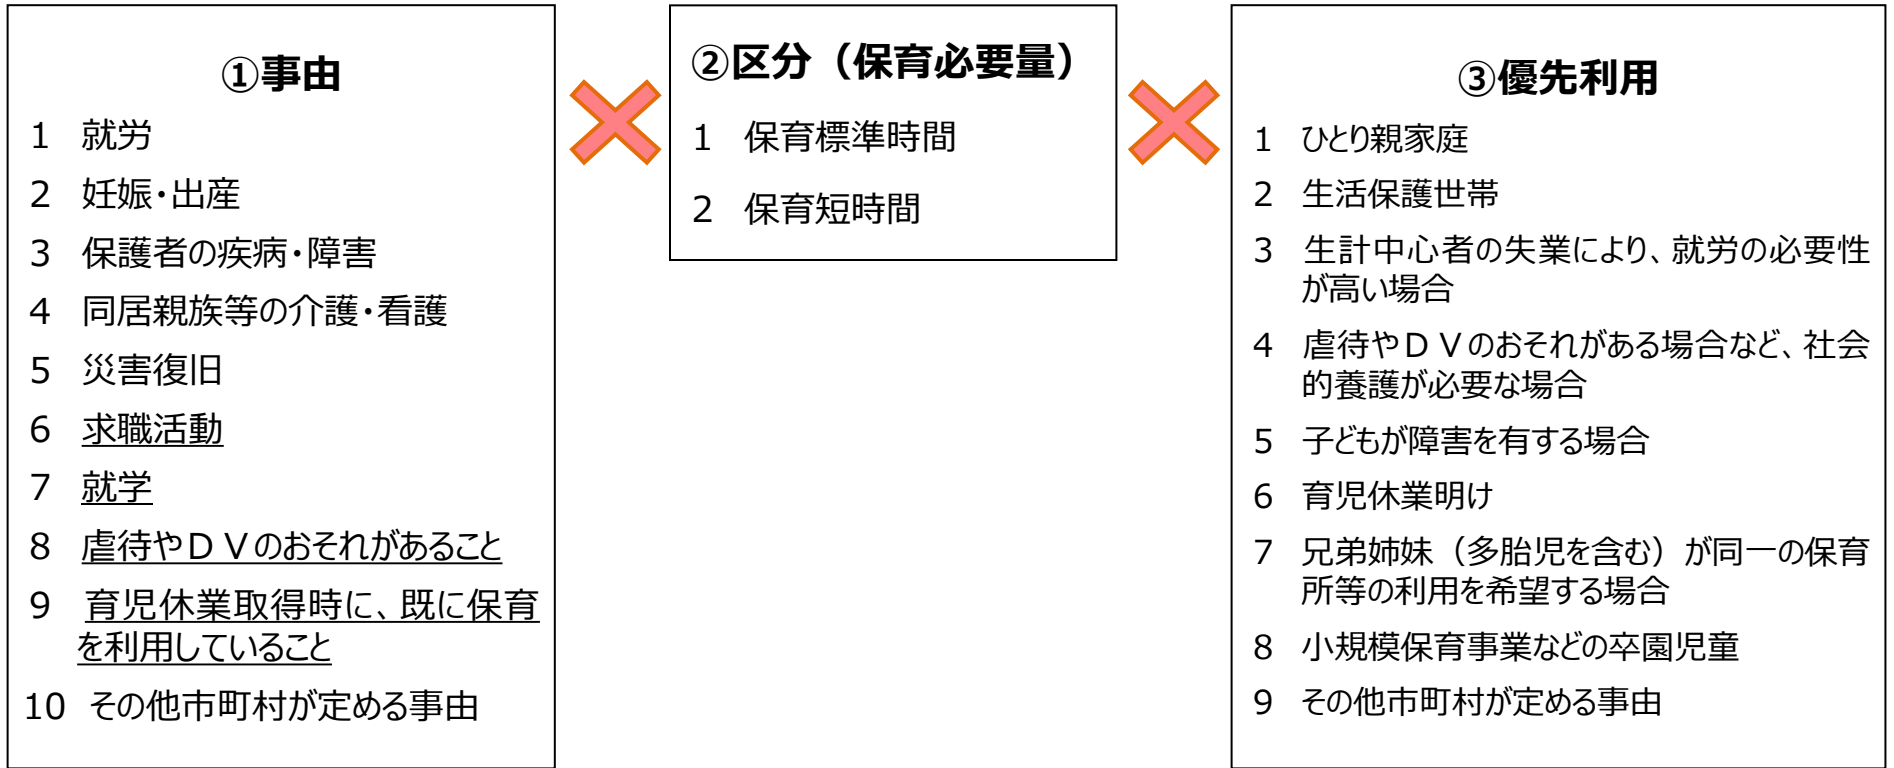 ①事由
1 就労
2 妊娠・出産
3 保護者の疾病・障害
4 同居親族等の介護・看護
5 災害復旧
6 求職活動
7 就学
8 虐待やＤＶのおそれがあること
9 育児休業取得時に、既に保育
を利用していること
10 その他市町村が定める事由
②区分（保育必要量）
1 保育標準時間
2 保育短時間
③優先利用
1 ひとり親家庭
2 生活保護世帯
3 生計中心者の失業により、就労の必要性
が高い場合
4 虐待やＤＶのおそれがある場合など、社会
的養護が必要な場合
5 子どもが障害を有する場合
6 育児休業明け
7 兄弟姉妹（多胎児を含む）が同一の保育
所等の利用を希望する場合
8 小規模保育事業などの卒園児童
9 その他市町村が定める事由